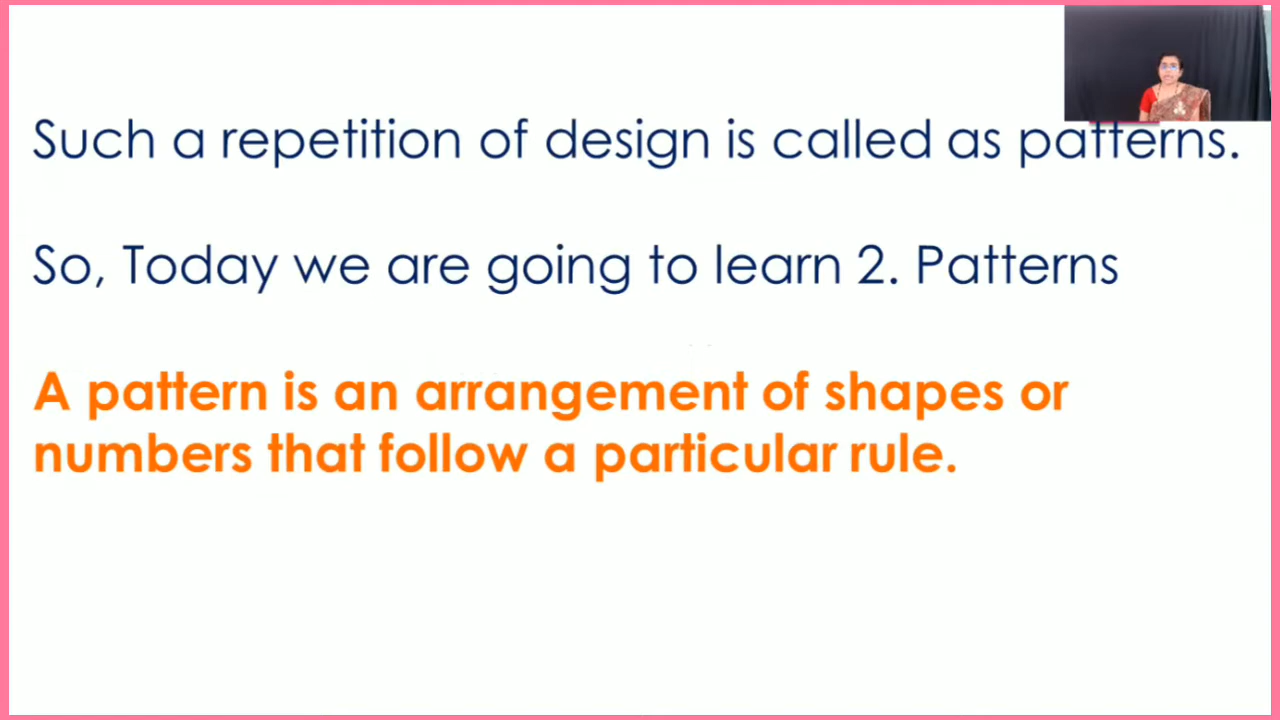 Such a repetition of design is called as patterns.
So, Today we are going to learn 2. Patterns
A pattern is an arrangement of shapes or
numbers that follow a particular rule.